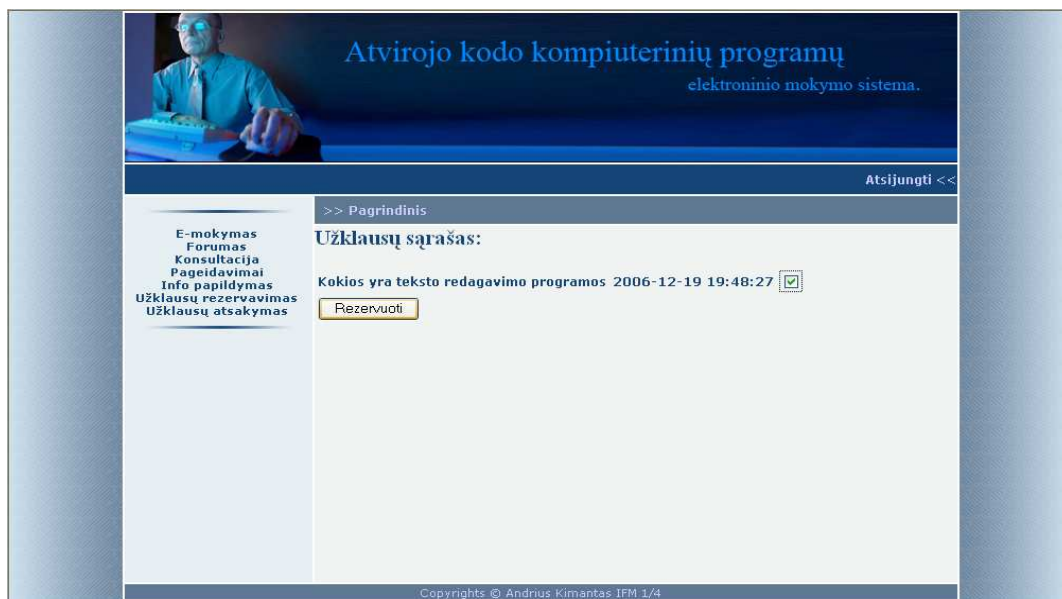 Atvirojo kodo kompiuterinių programų
elektroninio mokymo sistema.
Atsijungti <<
>> Pagrindinis
E-mokymas
Forumas
Konsultacija
Pageidavimai
Info papildymas
Užklausų rezervavimas
Užklausų atsakymas
Užklausų sąrašas:
Kokios yra teksto redagavimo programos 2006-12-19 19:48:27
Rezervuoti
Copyrights © Andrius Kimantas IFM 1/4